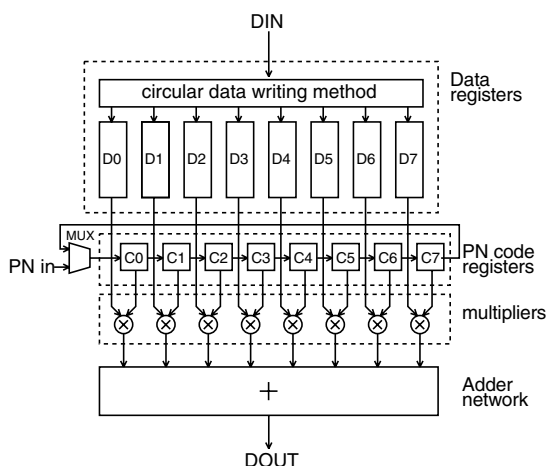 DIN
circular data writing method
Data
registers
D0 D1 D2 D3 D4 D5 D6 D7
MUX
PN in
C0 C1 C2 C3 C4 C5 C6 C7
PN code
registers
multipliers
× × × × × × × ×
+
Adder
network
DOUT